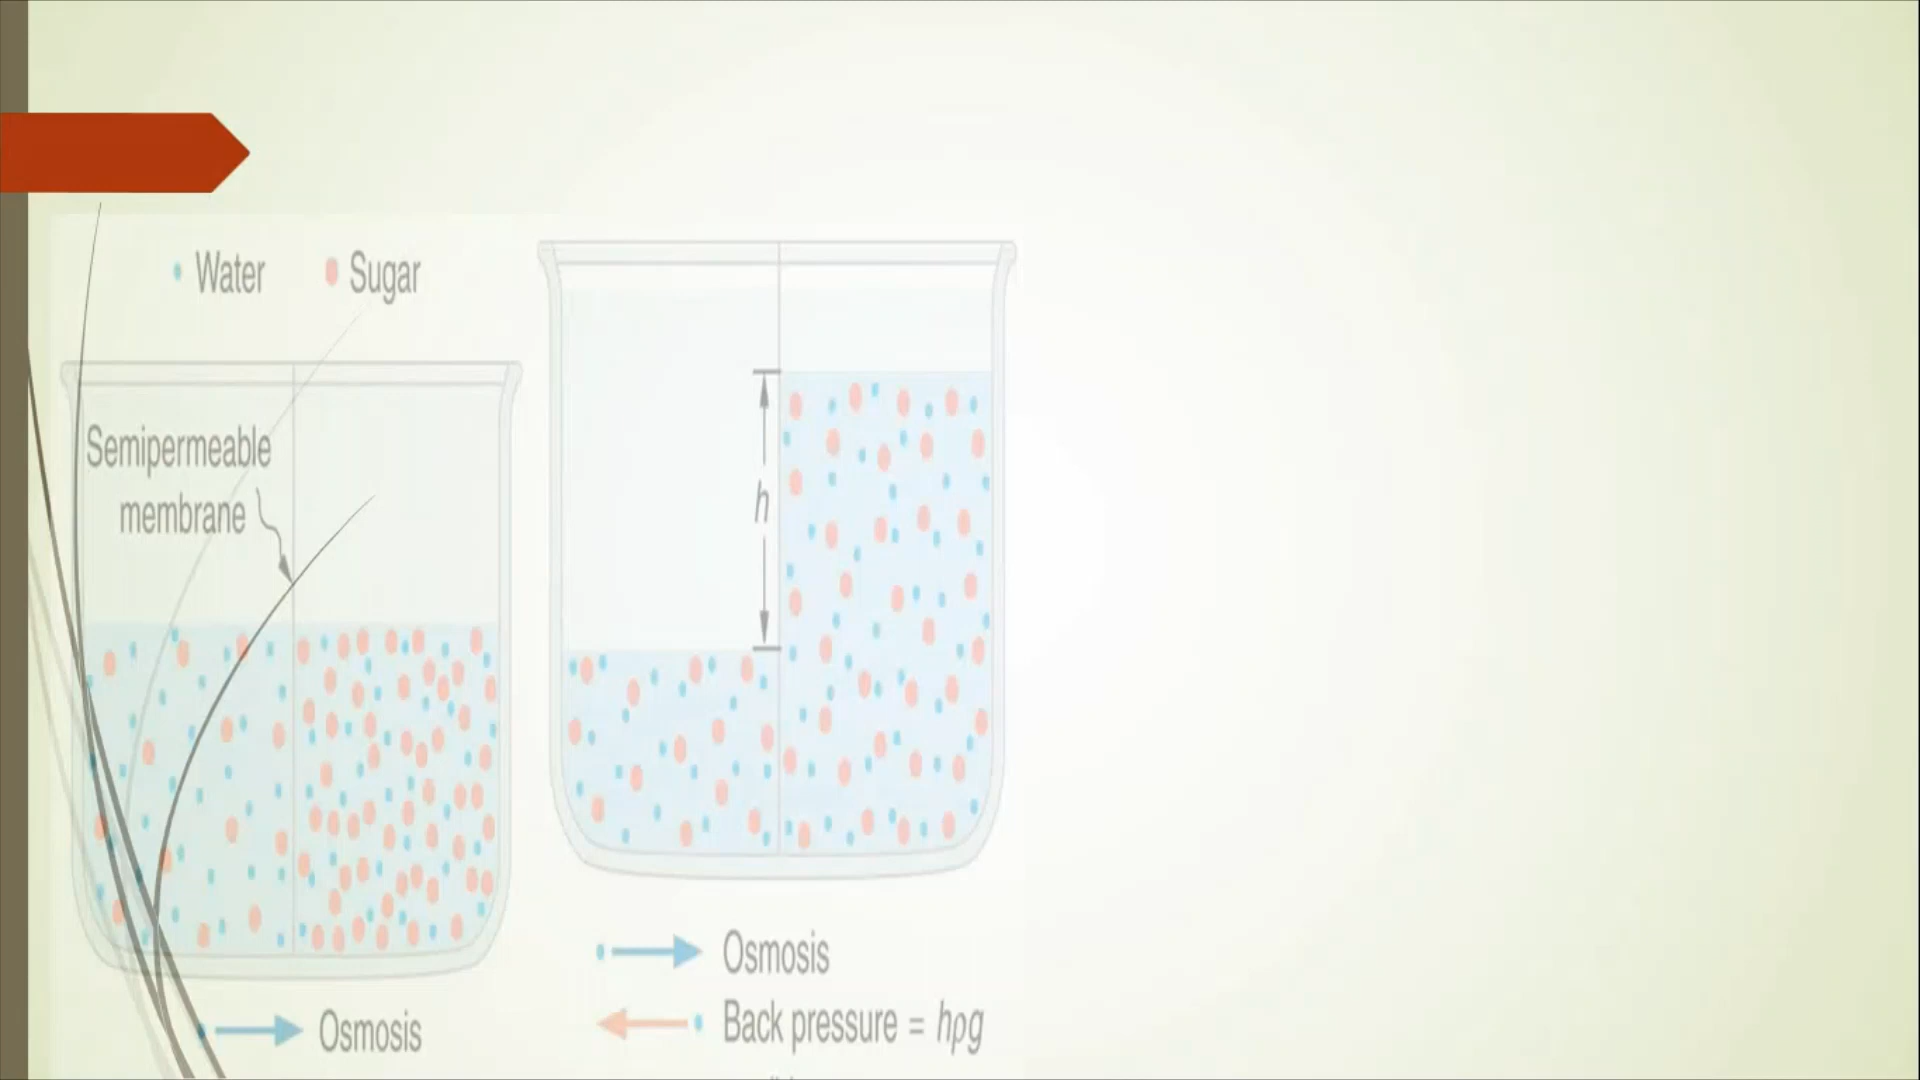 Water Sugar
Semipermeable
membrane
h
Osmosis
Osmosis
Back pressure = hρg